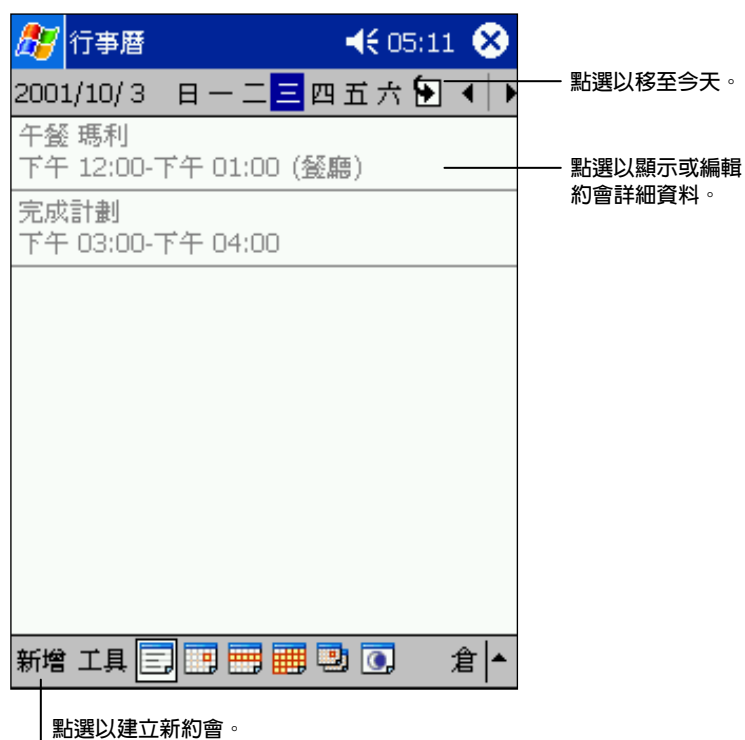 行事曆 05:11
2001/10/ 3 日 一 二 三 四 五 六
點選以移至今天。
午餐 瑪利
下午 12:00-下午 01:00 (餐廳)
點選以顯示或編輯
約會詳細資料。
完成計劃
下午 03:00-下午 04:00
新增 工具 倉
點選以建立新約會。